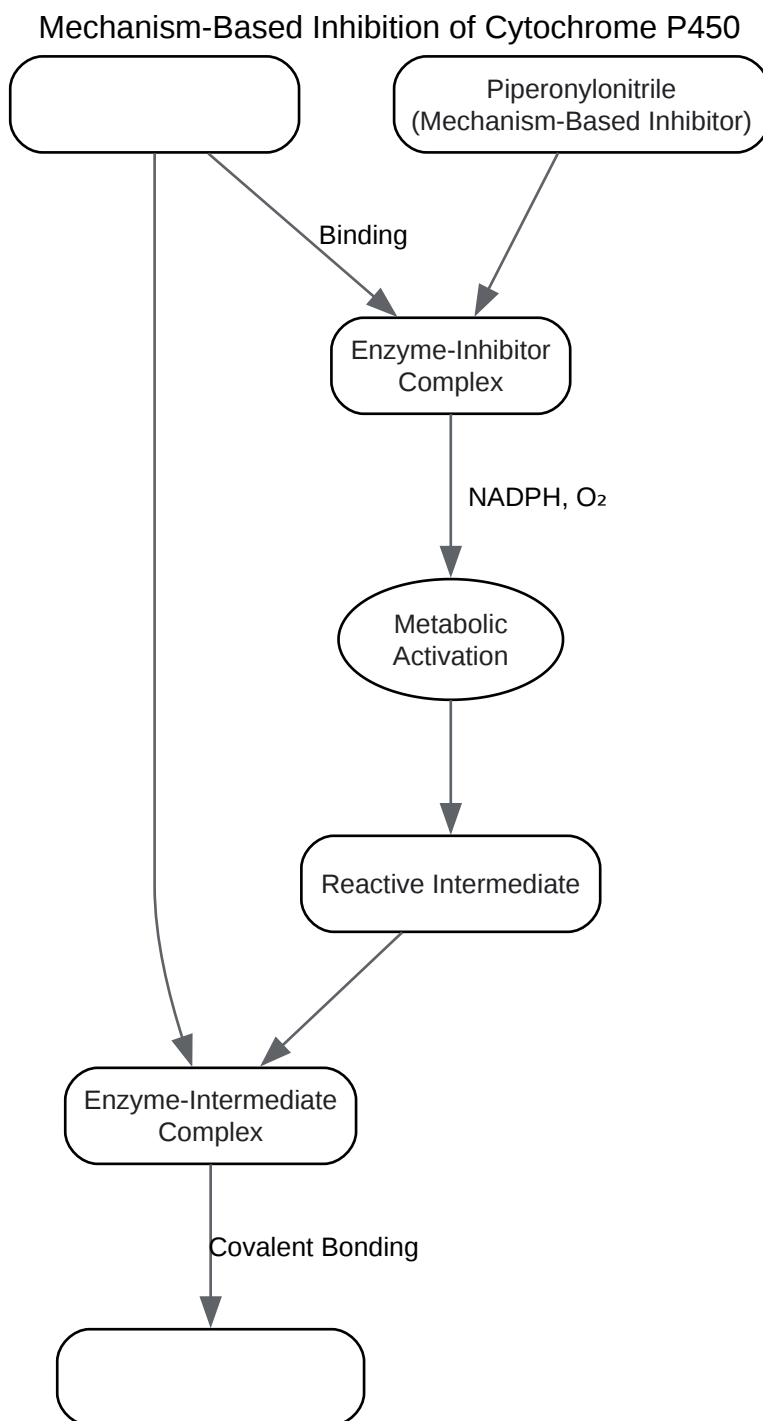 Mechanism-Based Inhibition of Cytochrome P450
Piperonylonitrile
(Mechanism-Based Inhibitor)
Binding
Enzyme-Inhibitor
Complex
NADPH, O₂
Metabolic
Activation
Reactive Intermediate
Enzyme-Intermediate
Complex
Covalent Bonding